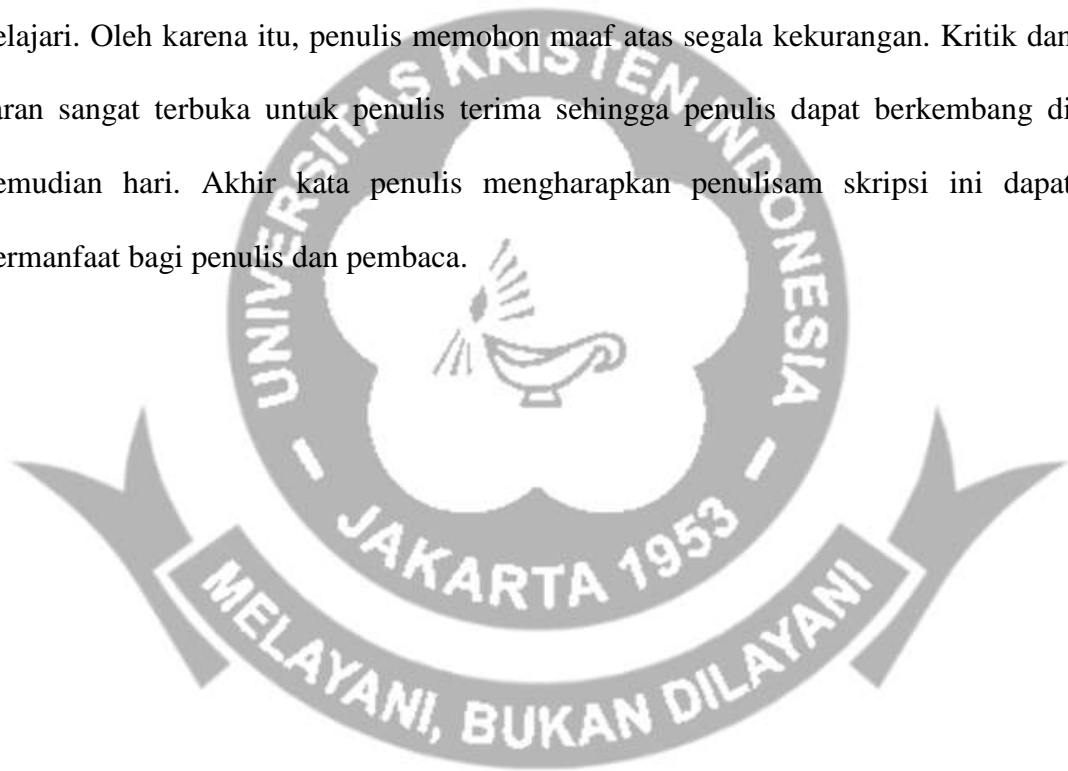 elajari. Oleh karena itu, penulis memohon maaf atas segala kekurangan. Kritik dan
aran sangat terbuka untuk penulis terima sehingga penulis dapat berkembang di
emudian hari. Akhir kata penulis mengharapkan penulisam skripsi ini dapat
ermanfaat bagi penulis dan pembaca.
UNIVERSITAS KRISTEN INDONESIA
- JAKARTA 1953 -
MELAYANI, BUKAN DILAYANI